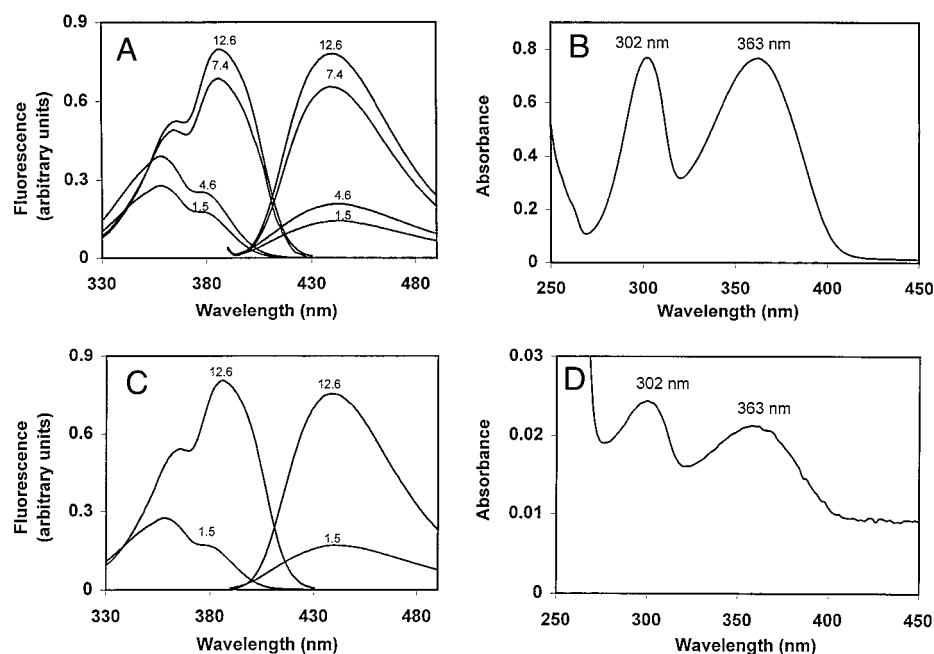 A
Fluorescence
(arbitrary units)
0.9
0.6
0.3
0
12.6
7.4
4.6
1.5
12.6
7.4
4.6
1.5
330
380
430
480
Wavelength (nm)
B
Absorbance
0.8
0.6
0.4
0.2
0
302 nm
363 nm
250
300
350
400
450
Wavelength (nm)
C
Fluorescence
(arbitrary units)
0.9
0.6
0.3
0
12.6
1.5
12.6
1.5
330
380
430
480
Wavelength (nm)
D
Absorbance
0.03
0.02
0.01
0
302 nm
363 nm
250
300
350
400
450
Wavelength (nm)